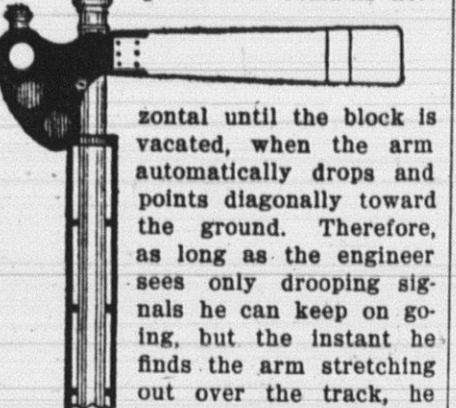 zontal until the block is
vacated, when the arm
automatically drops and
points diagonally toward
the ground. Therefore,
as long as the engineer
sees only drooping sig-
nals he can keep on go-
ing, but the instant he
finds the arm stretching
out over the track, he